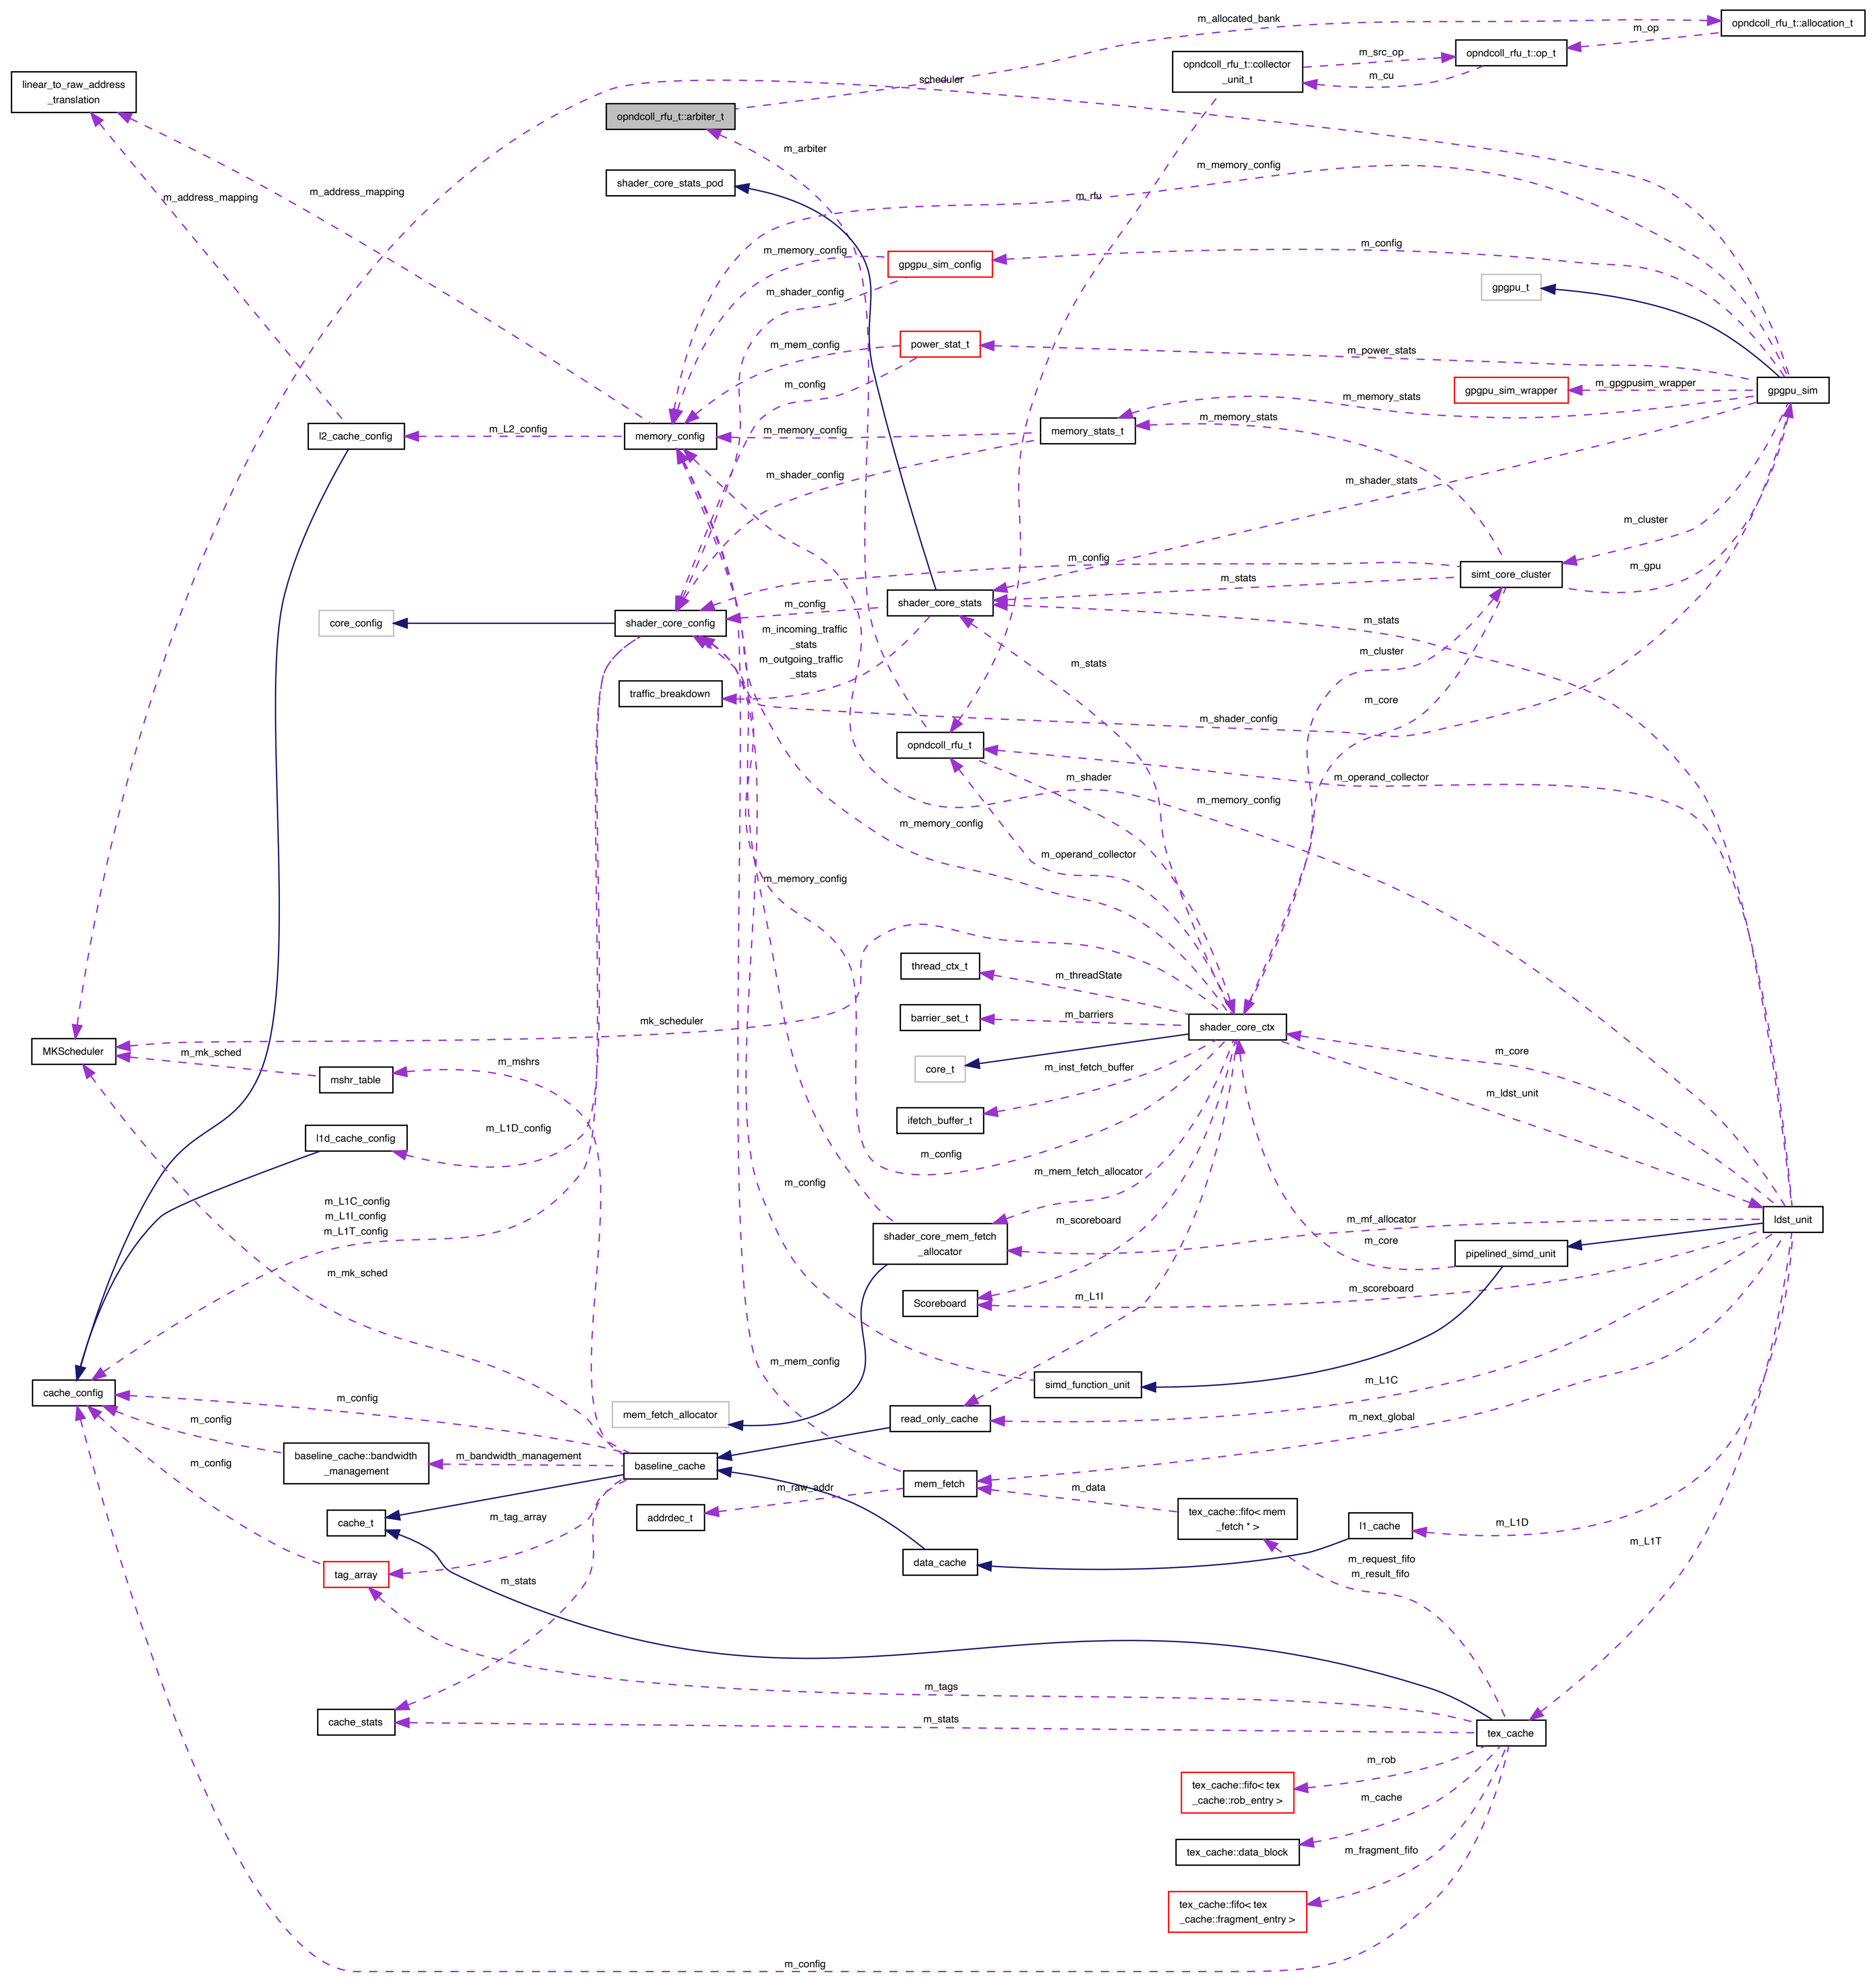 m_allocated_bank
opndcoll_rfu_t::allocation_t
m_op
m_src_op
opndcoll_rfu_t::op_t
opndcoll_rfu_t::collector
_unit_t
m_cu
linear_to_raw_address
_translation
scheduler
opndcoll_rfu_t::arbiter_t
m_arbiter
m_memory_config
shader_core_stats_pod
m_address_mapping
m_address_mapping
m_rfu
m_config
m_memory_config
gpgpu_sim_config
m_shader_config
gpgpu_t
m_mem_config
power_stat_t
m_power_stats
m_config
m_gpgpusim_wrapper
gpgpu_sim_wrapper
gpgpu_sim
m_memory_stats
m_memory_stats
l2_cache_config
m_L2_config
memory_config
m_memory_config
memory_stats_t
m_shader_config
m_shader_stats
m_cluster
m_config
m_gpu
simt_core_cluster
m_stats
shader_core_stats
m_config
core_config
shader_core_config
m_stats
m_incoming_traffic
_stats
m_outgoing_traffic
_stats
m_cluster
m_stats
traffic_breakdown
m_core
m_shader_config
opndcoll_rfu_t
m_shader
m_operand_collector
m_memory_config
m_memory_config
m_operand_collector
m_memory_config
thread_ctx_t
m_threadState
barrier_set_t
m_barriers
mk_scheduler
shader_core_ctx
MKScheduler
m_mk_sched
m_core
m_mshrs
mshr_table
core_t
m_inst_fetch_buffer
m_ldst_unit
ifetch_buffer_t
m_L1D_config
l1d_cache_config
m_config
m_mem_fetch_allocator
m_config
m_L1C_config
m_L1I_config
m_L1T_config
m_scoreboard
m_mf_allocator
ldst_unit
shader_core_mem_fetch
_allocator
m_core
pipelined_simd_unit
m_mk_sched
m_scoreboard
m_L1I
Scoreboard
m_mem_config
simd_function_unit
m_L1C
cache_config
m_config
mem_fetch_allocator
read_only_cache
m_next_global
m_config
baseline_cache::bandwidth
_management
m_bandwidth_management
baseline_cache
m_config
mem_fetch
m_raw_addr
m_data
addrdec_t
tex_cache::fifo< mem
_fetch * >
cache_t
m_tag_array
l1_cache
m_L1D
m_L1T
data_cache
m_request_fifo
m_result_fifo
tag_array
m_stats
m_tags
cache_stats
m_stats
tex_cache
m_rob
tex_cache::fifo< tex
_cache::rob_entry >
m_cache
tex_cache::data_block
m_fragment_fifo
tex_cache::fifo< tex
_cache::fragment_entry >
m_config